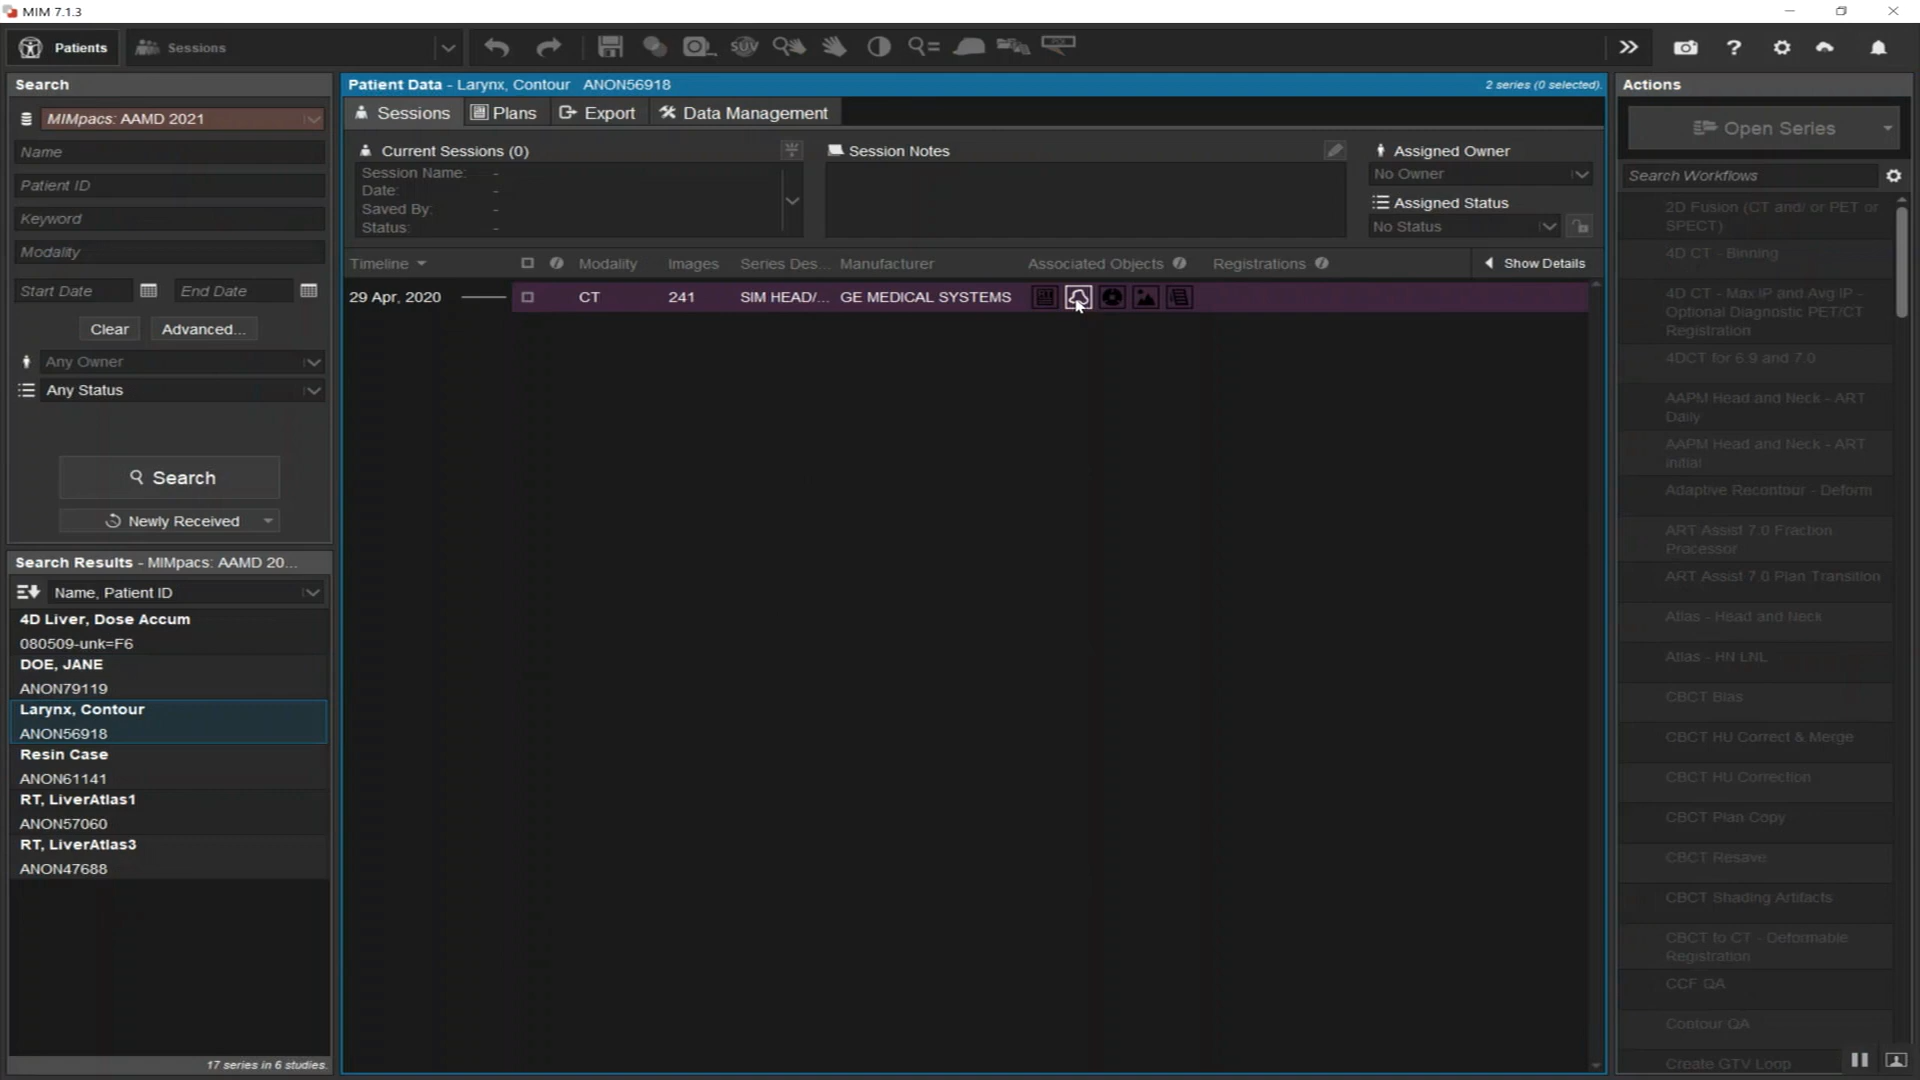 MIM 7.1.3
Patients
Sessions
SUV
Search
MIMpacs: AAMD 2021
Name
Patient ID
Keyword
Modality
Start Date
End Date
Clear
Advanced...
Any Owner
Any Status
Search
Newly Received
Search Results - MIMpacs: AAMD 20...
Name, Patient ID
4D Liver, Dose Accum
080509-unk=F6
DOE, JANE
ANON79119
Larynx, Contour
ANON56918
Resin Case
ANON61141
RT, LiverAtlas1
ANON57060
RT, LiverAtlas3
ANON47688
17 series in 6 studies.
Patient Data - Larynx, Contour ANON56918
2 series (0 selected).
Sessions
Plans
Export
Data Management
Current Sessions (0)
Session Name: -
Date: -
Saved By: -
Status: -
Session Notes
Assigned Owner
No Owner
Assigned Status
No Status
Timeline
Modality
Images
Series Des...
Manufacturer
Associated Objects
Registrations
Show Details
29 Apr, 2020
CT
241
SIM HEAD/...
GE MEDICAL SYSTEMS
Actions
Open Series
Search Workflows
2D Fusion (CT and/ or PET or
SPECT)
4D CT - Binning
4D CT - Max IP and Avg IP -
Optional Diagnostic PET/CT
Registration
4DCT for 6.9 and 7.0
AAPM Head and Neck - ART
Daily
AAPM Head and Neck - ART
initial
Adaptive Recontour - Deform
ART Assist 7.0 Fraction
Processor
ART Assist 7.0 Plan Transition
Atlas - Head and Neck
Atlas - HN LNL
CBCT Bias
CBCT HU Correct & Merge
CBCT HU Correction
CBCT Plan Copy
CBCT Resave
CBCT Shading Artifacts
CBCT to CT - Deformable
Registration
CCF QA
Contour QA
Create GTV Loop